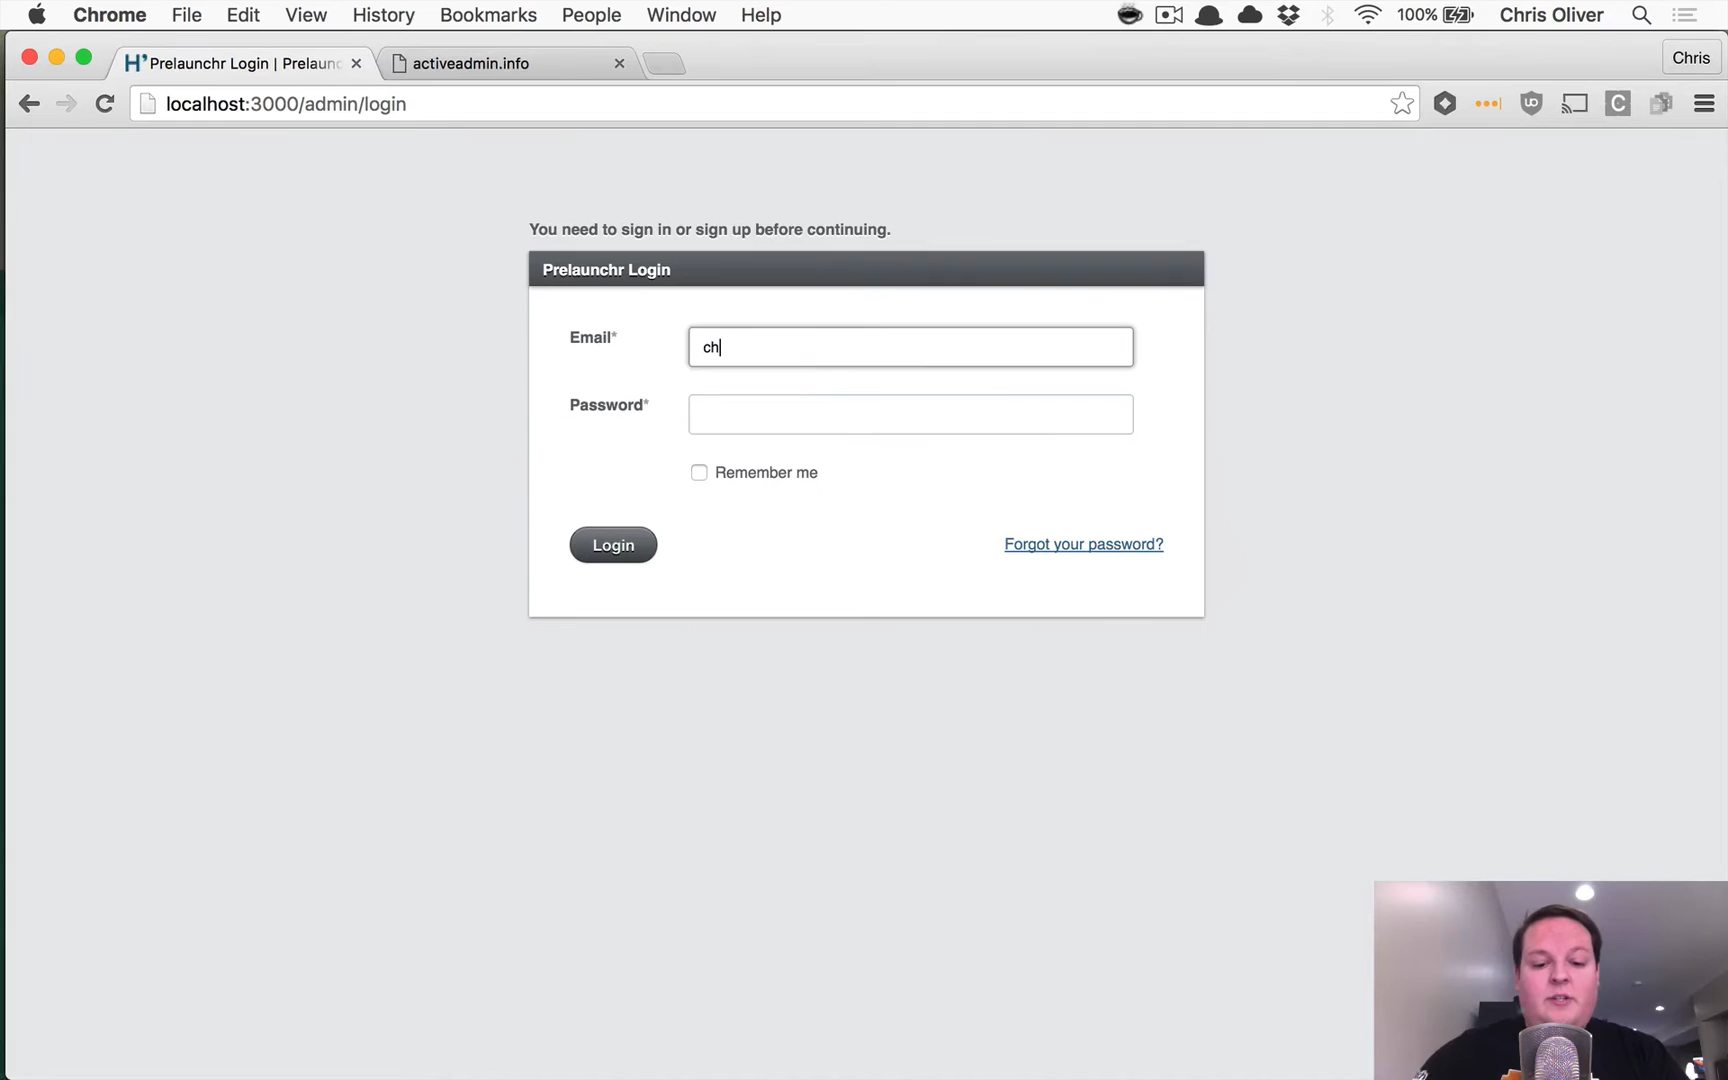 Chrome File Edit View History Bookmarks People Window Help 100% Chris Oliver
H' Prelaunchr Login | Prelaunc activeadmin.info Chris
localhost:3000/admin/login
You need to sign in or sign up before continuing.
Prelaunchr Login
Email* ch
Password*
Remember me
Login Forgot your password?